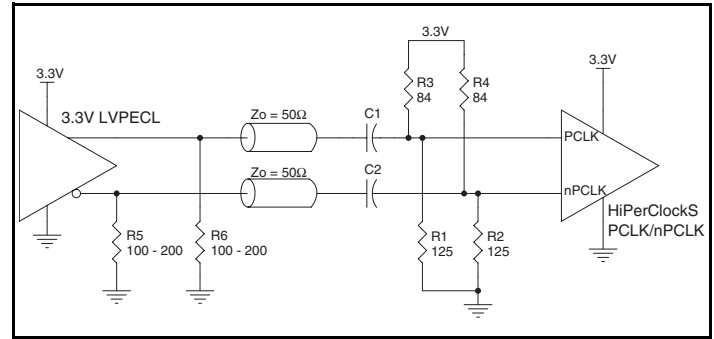 3.3V
3.3V LVPECL
R5
100 - 200
R6
100 - 200
Zo = 50Ω
Zo = 50Ω
C1
C2
3.3V
R3
84
R4
84
R1
125
R2
125
3.3V
PCLK
nPCLK
HiPerClockS
PCLK/nPCLK